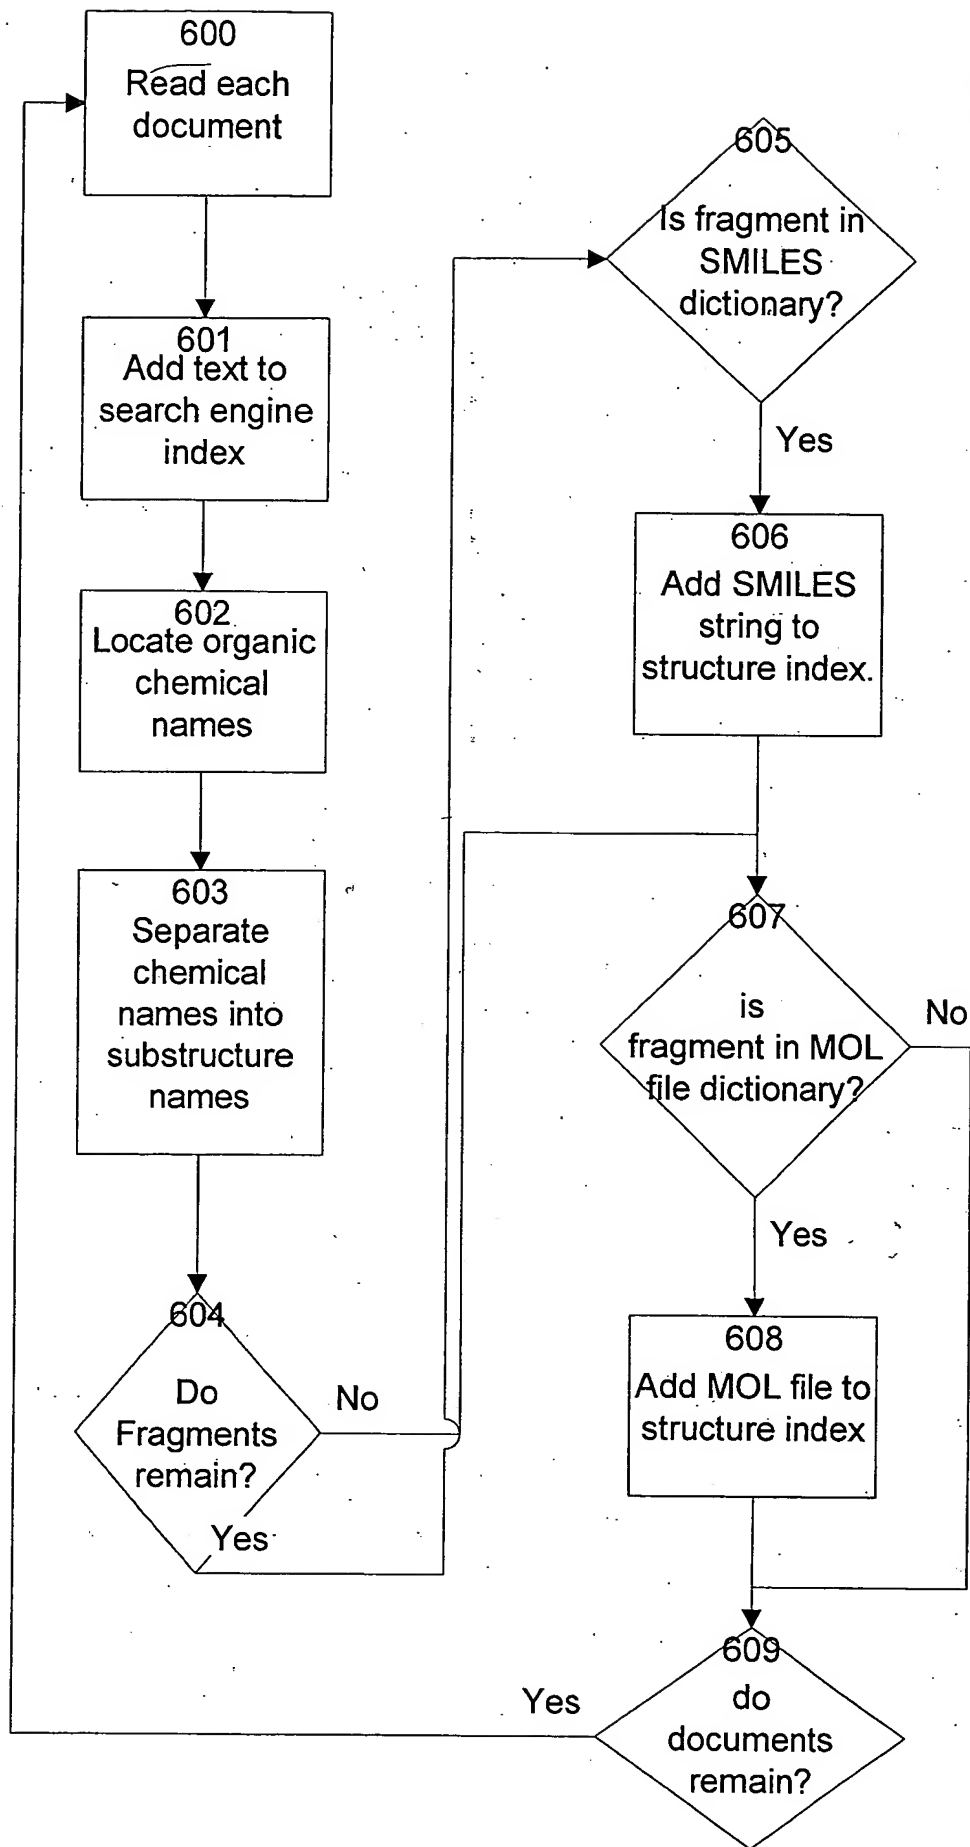 600
Read each
document
601
Add text to
search engine
index
602
Locate organic
chemical
names
603
Separate
chemical
names into
substructure
names
604
Do
Fragments
remain?
No
Yes
605
Is fragment in
SMILES
dictionary?
Yes
606
Add SMILES
string to
structure index.
607
is
fragment in MOL
file dictionary?
No
Yes
608
Add MOL file to
structure index
609
do
documents
remain?
Yes